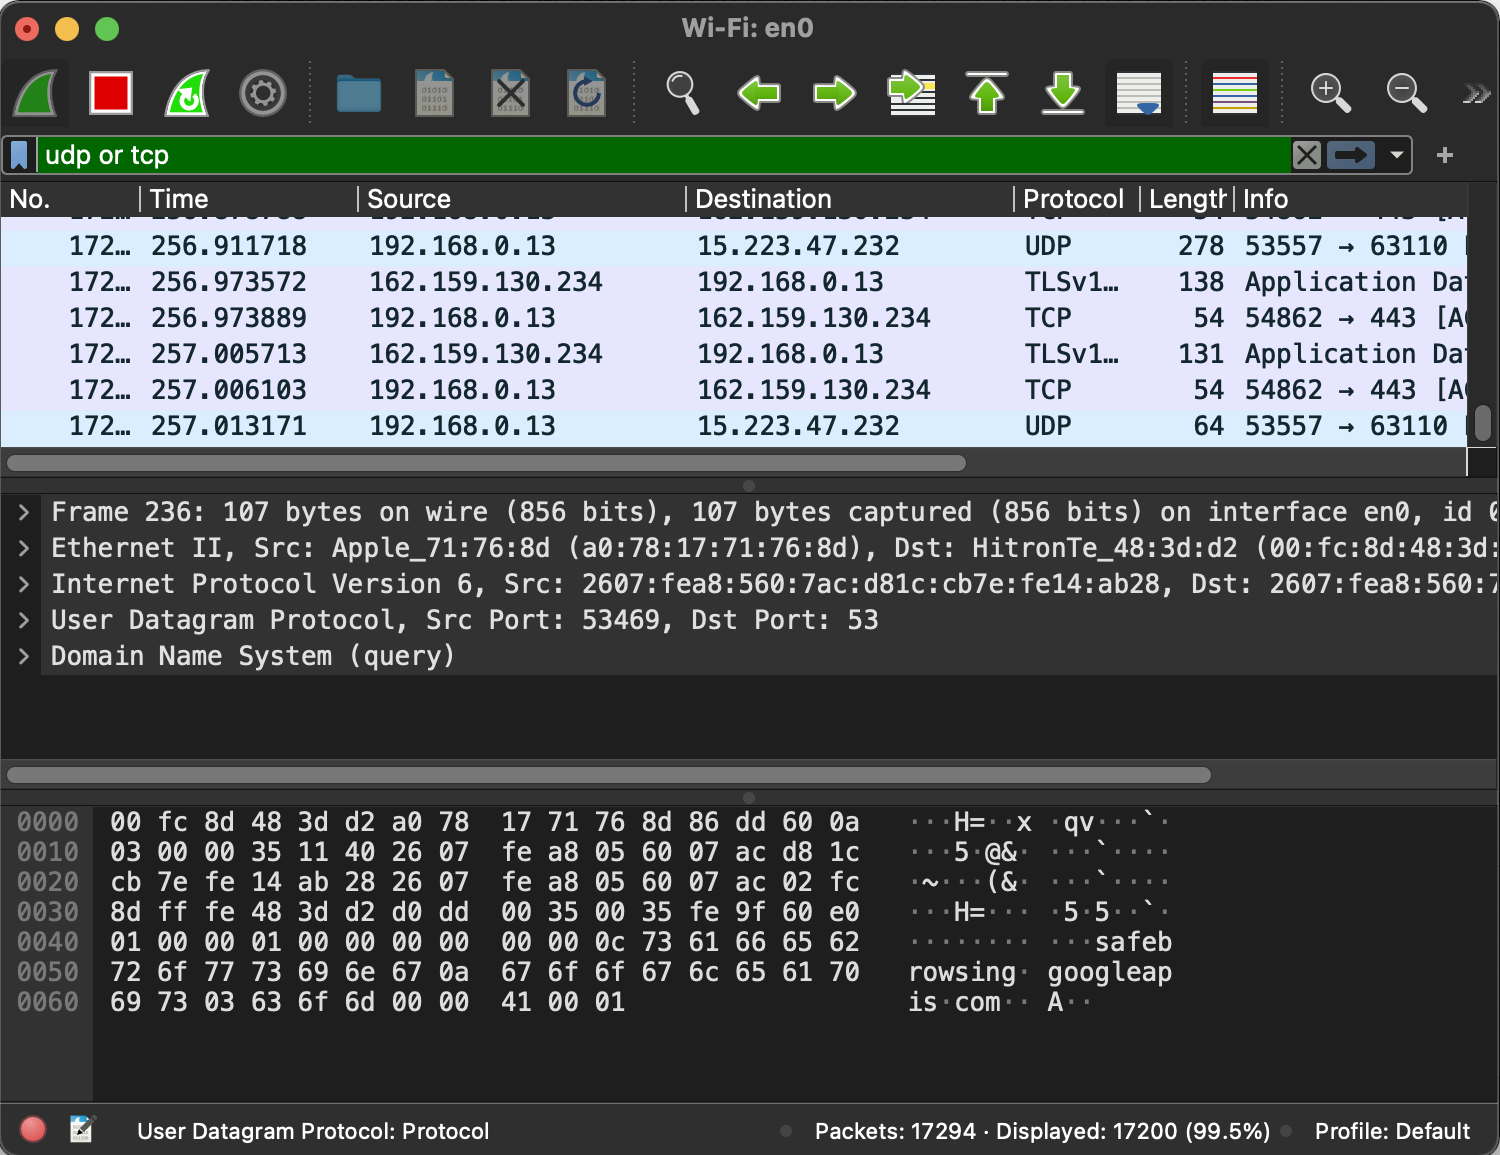 Wi-Fi: en0
udp or tcp
No. Time Source Destination Protocol Length Info
172… 256.911718 192.168.0.13 15.223.47.232 UDP 278 53557 → 63110
172… 256.973572 162.159.130.234 192.168.0.13 TLSv1… 138 Application Da
172… 256.973889 192.168.0.13 162.159.130.234 TCP 54 54862 → 443 [A
172… 257.005713 162.159.130.234 192.168.0.13 TLSv1… 131 Application Da
172… 257.006103 192.168.0.13 162.159.130.234 TCP 54 54862 → 443 [A
172… 257.013171 192.168.0.13 15.223.47.232 UDP 64 53557 → 63110
Frame 236: 107 bytes on wire (856 bits), 107 bytes captured (856 bits) on interface en0, id 0
Ethernet II, Src: Apple_71:76:8d (a0:78:17:71:76:8d), Dst: HitronTe_48:3d:d2 (00:fc:8d:48:3d:
Internet Protocol Version 6, Src: 2607:fea8:560:7ac:d81c:cb7e:fe14:ab28, Dst: 2607:fea8:560:7
User Datagram Protocol, Src Port: 53469, Dst Port: 53
Domain Name System (query)
0000 00 fc 8d 48 3d d2 a0 78 17 71 76 8d 86 dd 60 0a ···H=··x ·qv···`·
0010 03 00 00 35 11 40 26 07 fe a8 05 60 07 ac d8 1c ···5·@&· ···`····
0020 cb 7e fe 14 ab 28 26 07 fe a8 05 60 07 ac 02 fc ·~···(&· ···`····
0030 8d ff fe 48 3d d2 d0 dd 00 35 00 35 fe 9f 60 e0 ···H=··· ·5·5··`·
0040 01 00 00 01 00 00 00 00 00 00 0c 73 61 66 65 62 ········ ···safeb
0050 72 6f 77 73 69 6e 67 0a 67 6f 6f 67 6c 65 61 70 rowsing· googleap
0060 69 73 03 63 6f 6d 00 00 41 00 01 is·com·· A··
User Datagram Protocol: Protocol Packets: 17294 · Displayed: 17200 (99.5%) Profile: Default